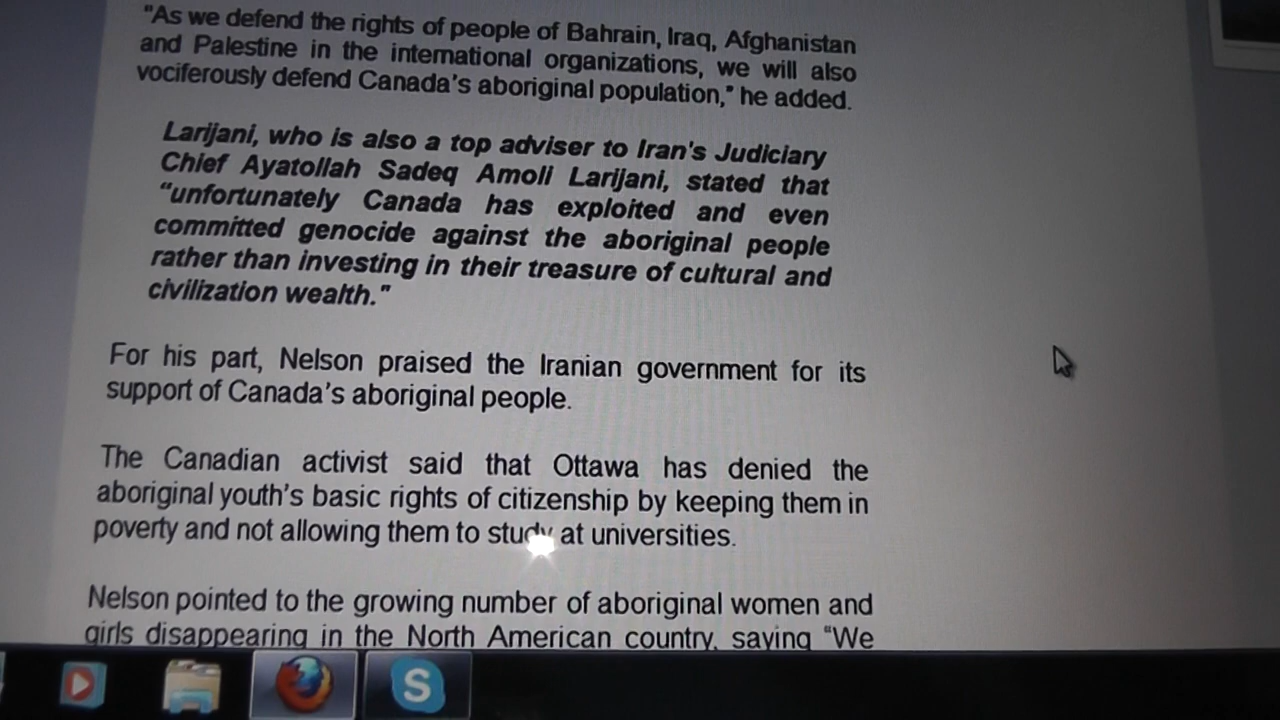 "As we defend the rights of people of Bahrain, Iraq, Afghanistan
and Palestine in the international organizations, we will also
vociferously defend Canada's aboriginal population," he added.
Larijani, who is also a top adviser to Iran's Judiciary
Chief Ayatollah Sadeq Amoli Larijani, stated that
"unfortunately Canada has exploited and even
committed genocide against the aboriginal people
rather than investing in their treasure of cultural and
civilization wealth."
For his part, Nelson praised the Iranian government for its
support of Canada's aboriginal people.
The Canadian activist said that Ottawa has denied the
aboriginal youth's basic rights of citizenship by keeping them in
poverty and not allowing them to study at universities.
Nelson pointed to the growing number of aboriginal women and
girls disappearing in the North American country, saying "We
S